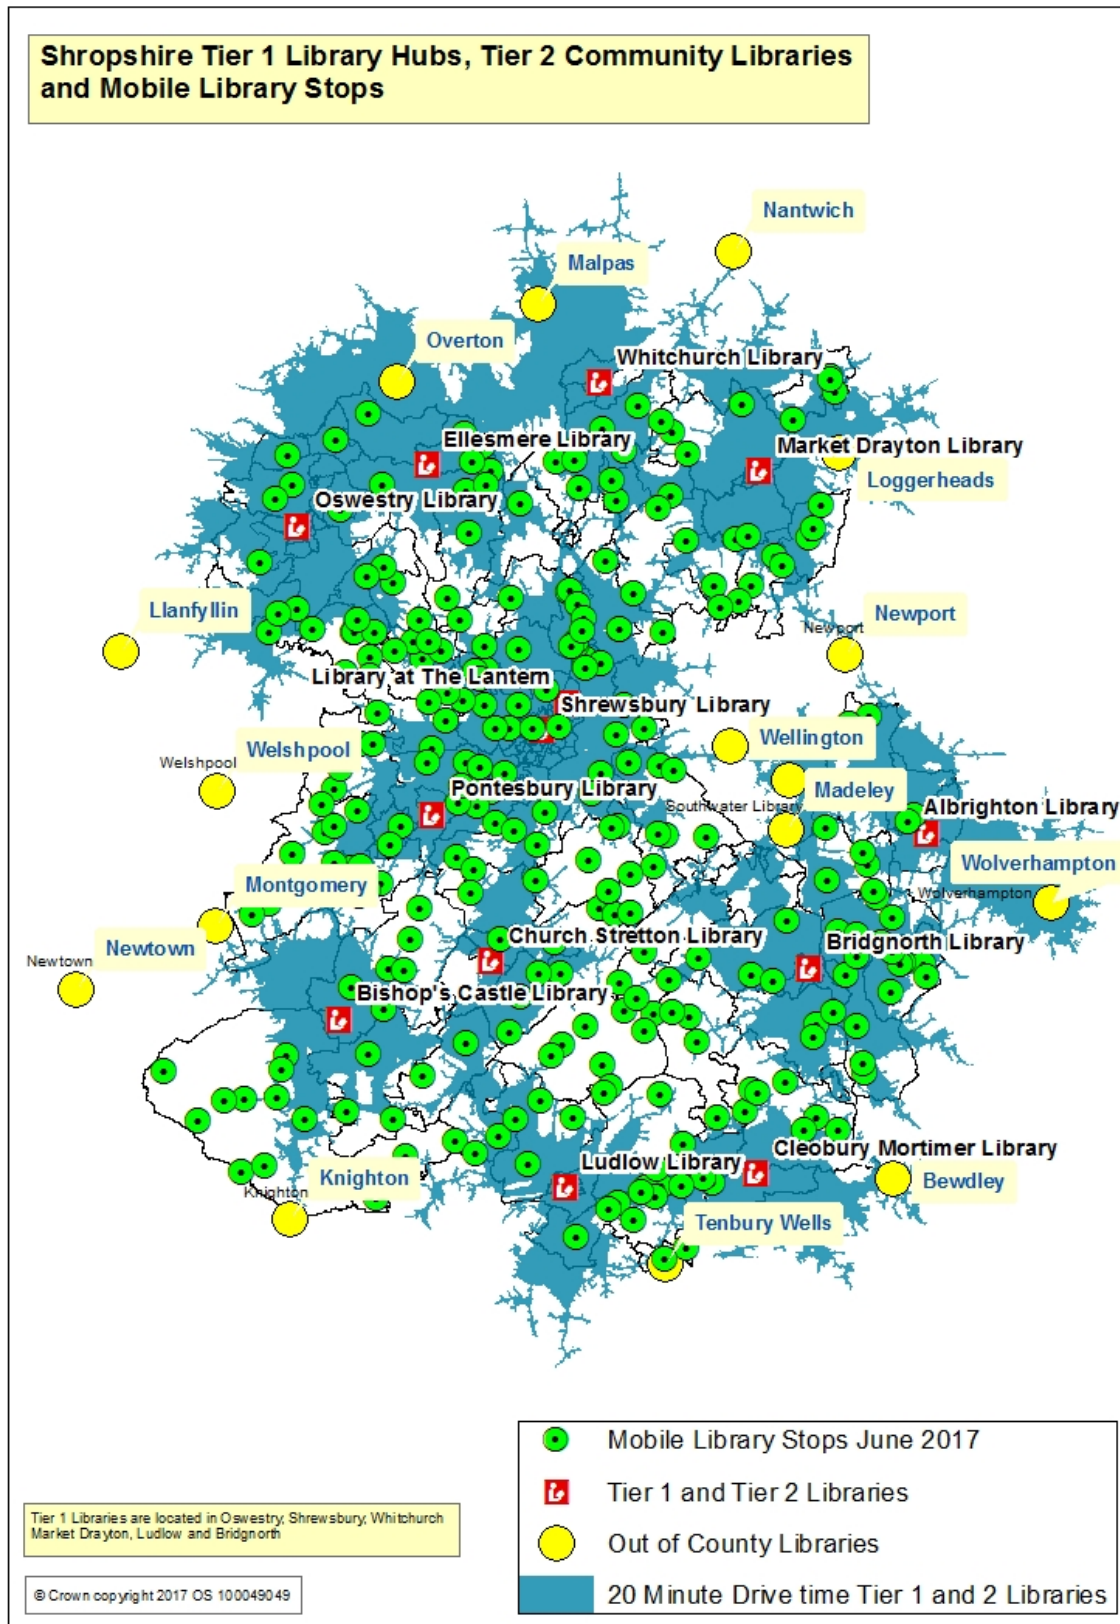 Shropshire Tier 1 Library Hubs, Tier 2 Community Libraries
and Mobile Library Stops
Nantwich
Malpas
Overton
Whitchurch Library
Ellesmere Library
Market Drayton Library
Loggerheads
Oswestry Library
Llanfyllin
Newport
Newport
Library at The Lantern
Shrewsbury Library
Wellington
Welshpool
Welshpool
Pontesbury Library
Madeley
Southwater Library
Albrighton Library
Wolverhampton
Wolverhampton
Montgomery
Newtown
Newtown
Church Stretton Library
Bridgnorth Library
Bishop's Castle Library
Cleobury Mortimer Library
Ludlow Library
Bewdley
Knighton
Knighton
Tenbury Wells
Mobile Library Stops June 2017
Tier 1 and Tier 2 Libraries
Out of County Libraries
20 Minute Drive time Tier 1 and 2 Libraries
Tier 1 Libraries are located in Oswestry, Shrewsbury, Whitchurch
Market Drayton, Ludlow and Bridgnorth
© Crown copyright 2017 OS 100049049